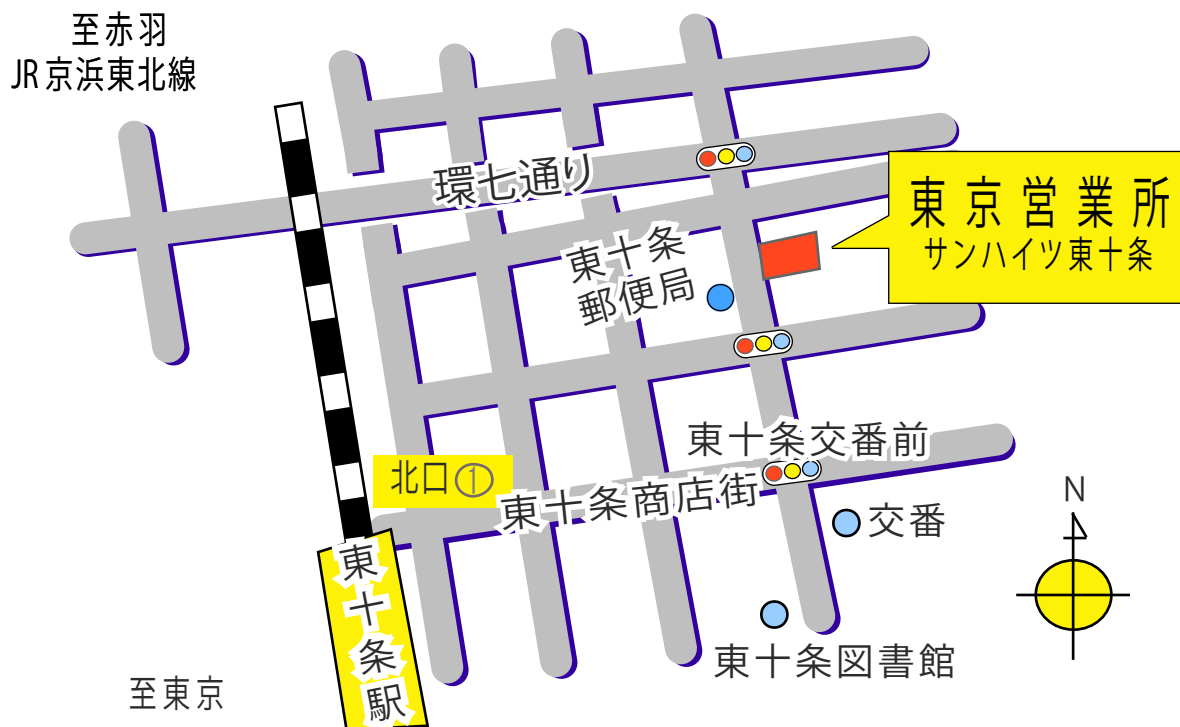 至赤羽
JR京浜東北線
環七通り
東京営業所
サンハイツ東十条
東十条
郵便局
東十条交番前
北口①
東十条商店街
N
交番
東十条駅
東十条図書館
至東京